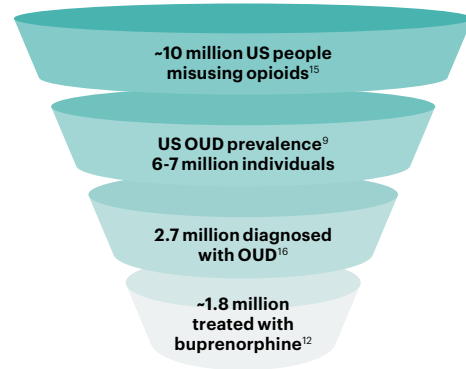 ~10 million US people
misusing opioids¹⁵
US OUD prevalence⁹
6-7 million individuals
2.7 million diagnosed
with OUD¹⁶
~1.8 million
treated with
buprenorphine¹²